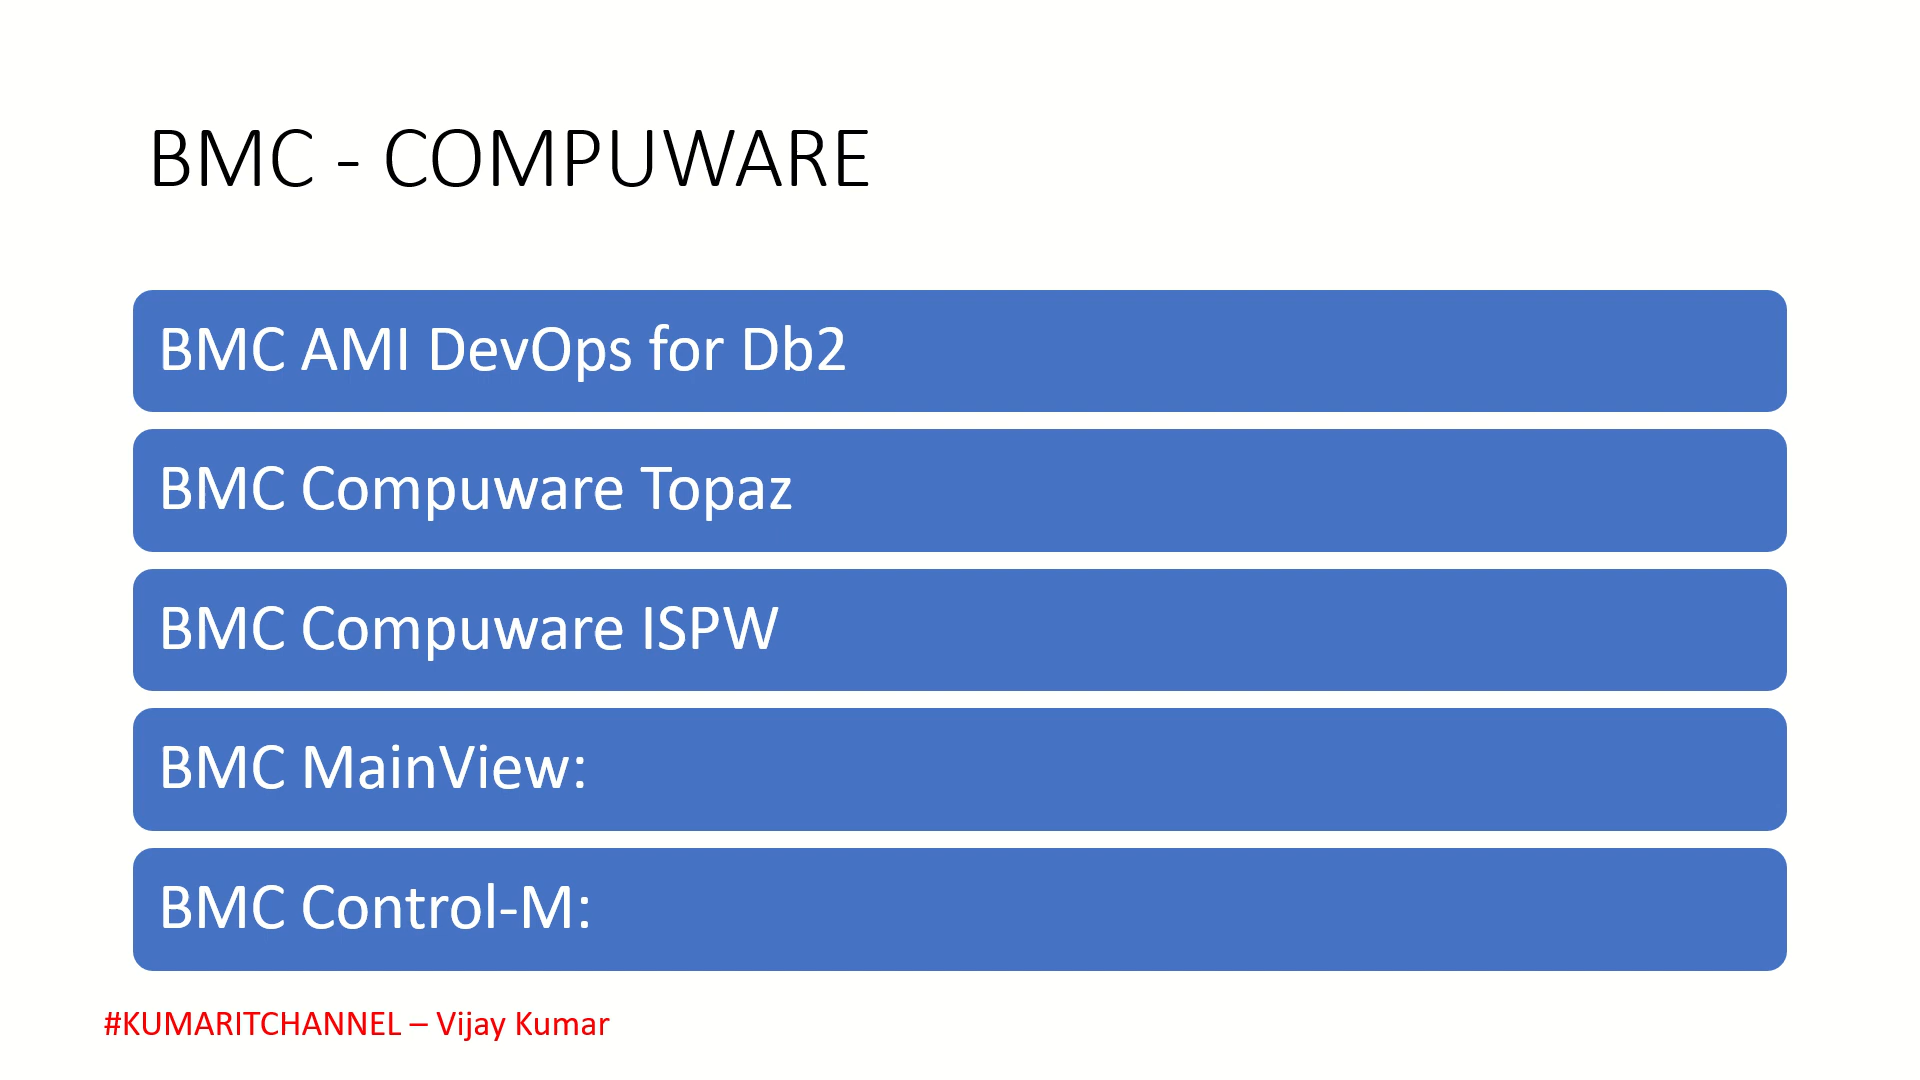 BMC - COMPUWARE
BMC AMI DevOps for Db2
BMC Compuware Topaz
BMC Compuware ISPW
BMC MainView:
BMC Control-M:
#KUMARITCHANNEL – Vijay Kumar